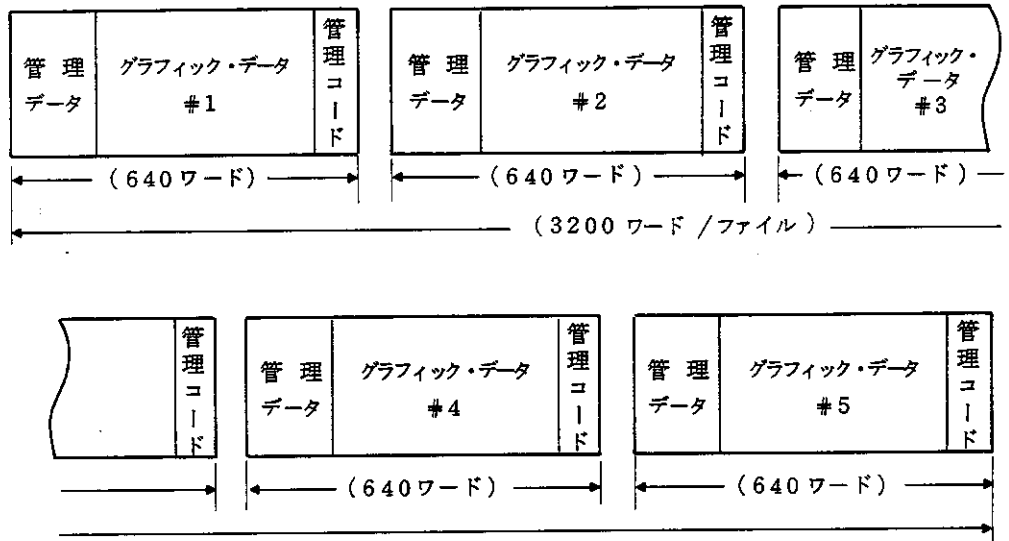 管理データ
グラフィック・データ
#1
管理コード
管理データ
グラフィック・データ
#2
管理コード
管理データ
グラフィック・データ
#3
(640ワード)
(640ワード)
(640ワード)
(3200ワード/ファイル)
管理コード
管理データ
グラフィック・データ
#4
管理コード
管理データ
グラフィック・データ
#5
管理コード
(640ワード)
(640ワード)